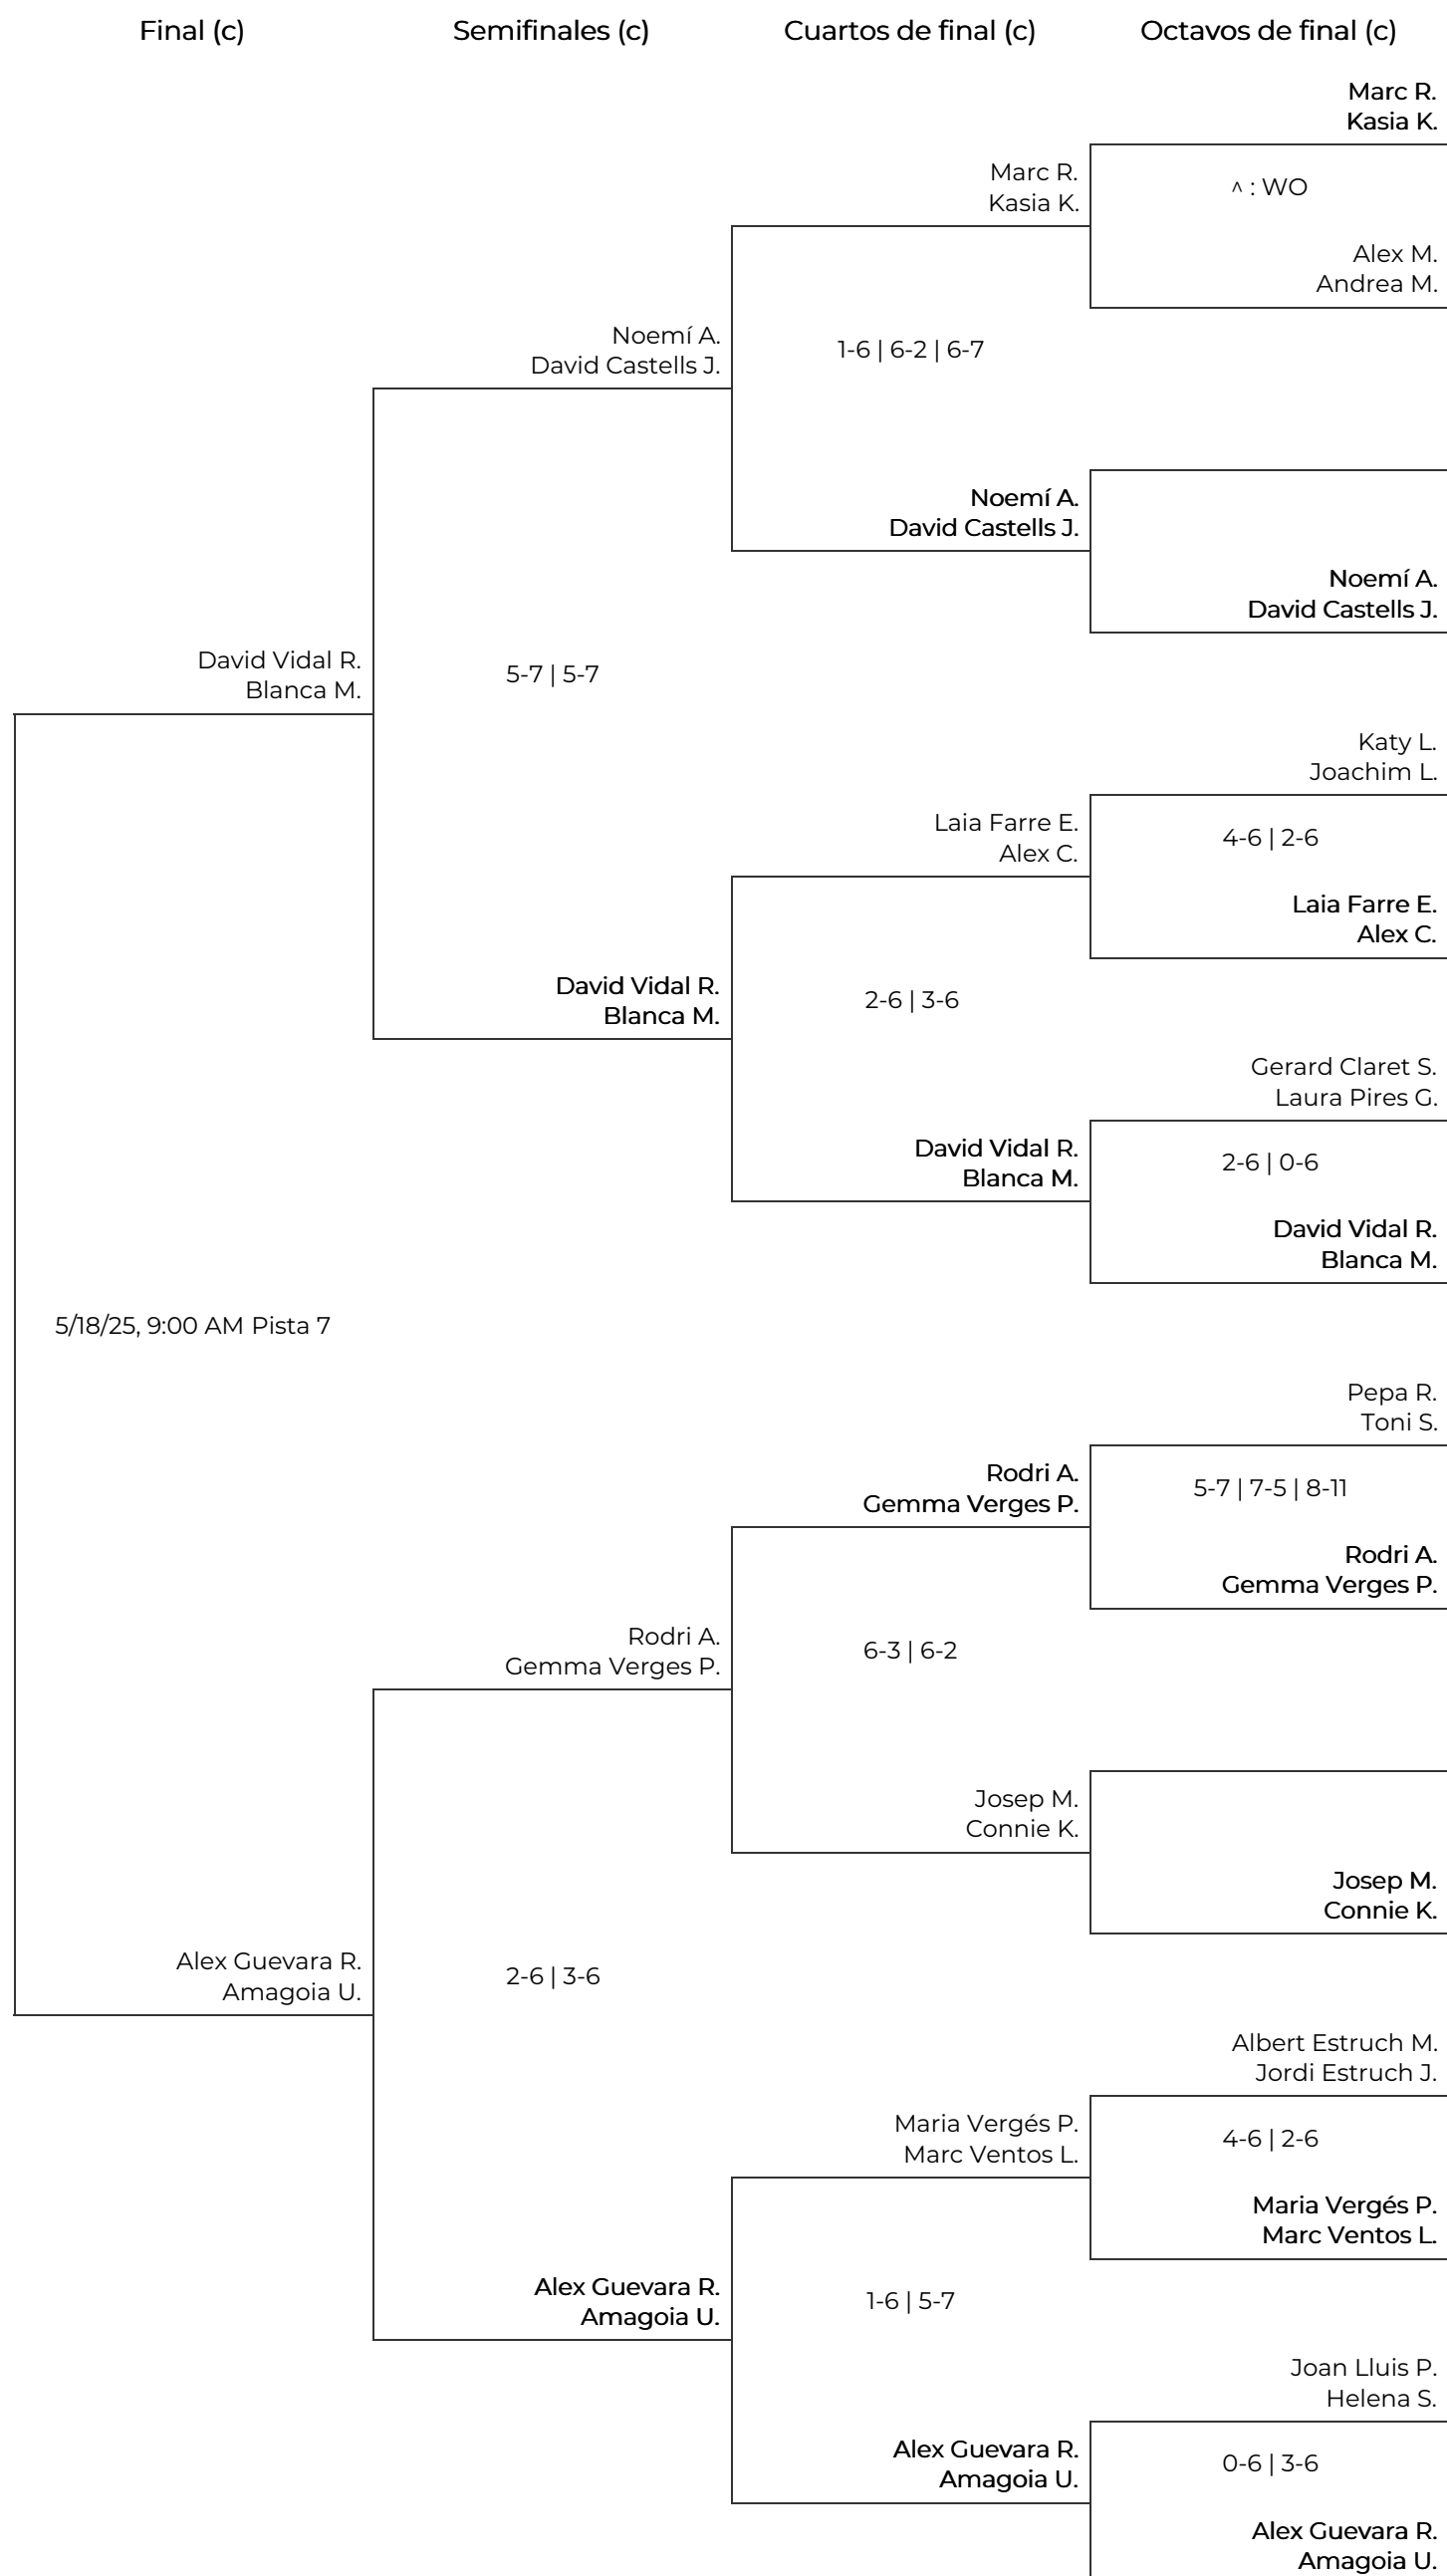 Final (c)
Semifinales (c)
Cuartos de final (c)
Octavos de final (c)
Marc R.
Kasia K.
^ : WO
Alex M.
Andrea M.
Marc R.
Kasia K.
1-6 | 6-2 | 6-7
Noemí A.
David Castells J.
Noemí A.
David Castells J.
Noemí A.
David Castells J.
5-7 | 5-7
David Vidal R.
Blanca M.
Katy L.
Joachim L.
4-6 | 2-6
Laia Farre E.
Alex C.
Laia Farre E.
Alex C.
2-6 | 3-6
David Vidal R.
Blanca M.
Gerard Claret S.
Laura Pires G.
2-6 | 0-6
David Vidal R.
Blanca M.
David Vidal R.
Blanca M.
5/18/25, 9:00 AM Pista 7
Pepa R.
Toni S.
5-7 | 7-5 | 8-11
Rodri A.
Gemma Verges P.
Rodri A.
Gemma Verges P.
6-3 | 6-2
Rodri A.
Gemma Verges P.
Josep M.
Connie K.
Josep M.
Connie K.
Alex Guevara R.
Amagoia U.
2-6 | 3-6
Albert Estruch M.
Jordi Estruch J.
4-6 | 2-6
Maria Vergés P.
Marc Ventos L.
Maria Vergés P.
Marc Ventos L.
1-6 | 5-7
Alex Guevara R.
Amagoia U.
Joan Lluis P.
Helena S.
0-6 | 3-6
Alex Guevara R.
Amagoia U.
Alex Guevara R.
Amagoia U.